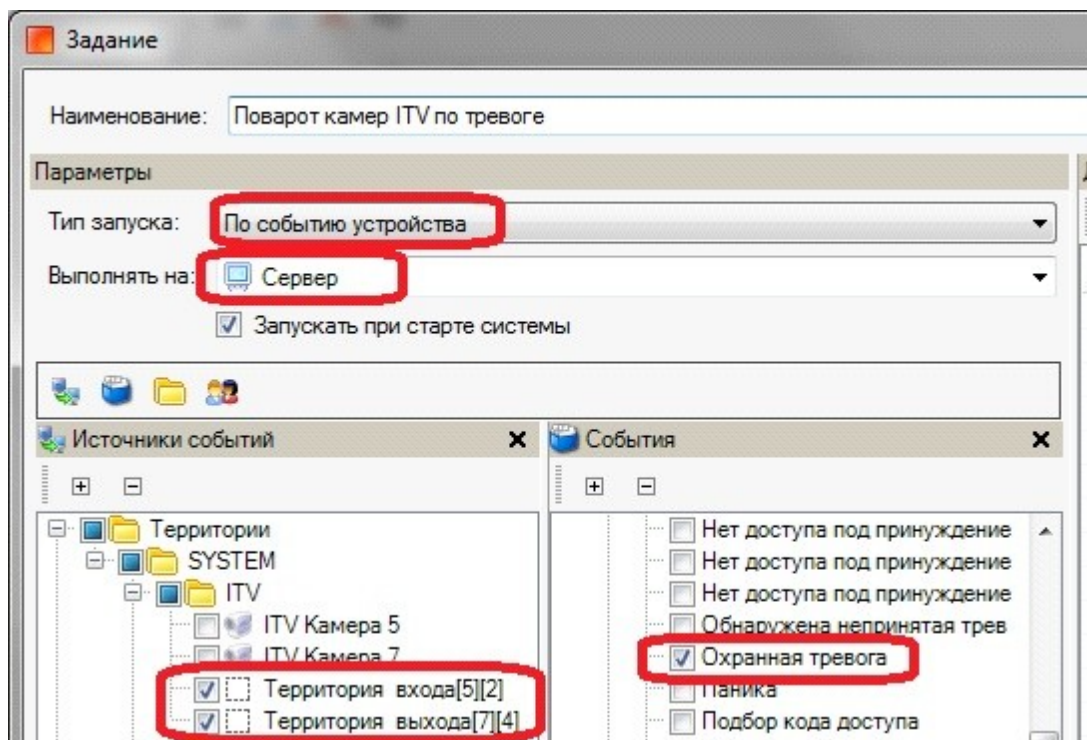 Задание
Наименование: Поварот камер ITV по тревоге
Параметры
Тип запуска: По событию устройства
Выполнять на: Сервер
Запускать при старте системы
Источники событий
События
Территории
SYSTEM
ITV
ITV Камера 5
ITV Камера 7
Территория входа[5][2]
Территория выхода[7][4]
Нет доступа под принуждение
Нет доступа под принуждение
Нет доступа под принуждение
Обнаружена непринятая трев
Охранная тревога
Паника
Подбор кода доступа